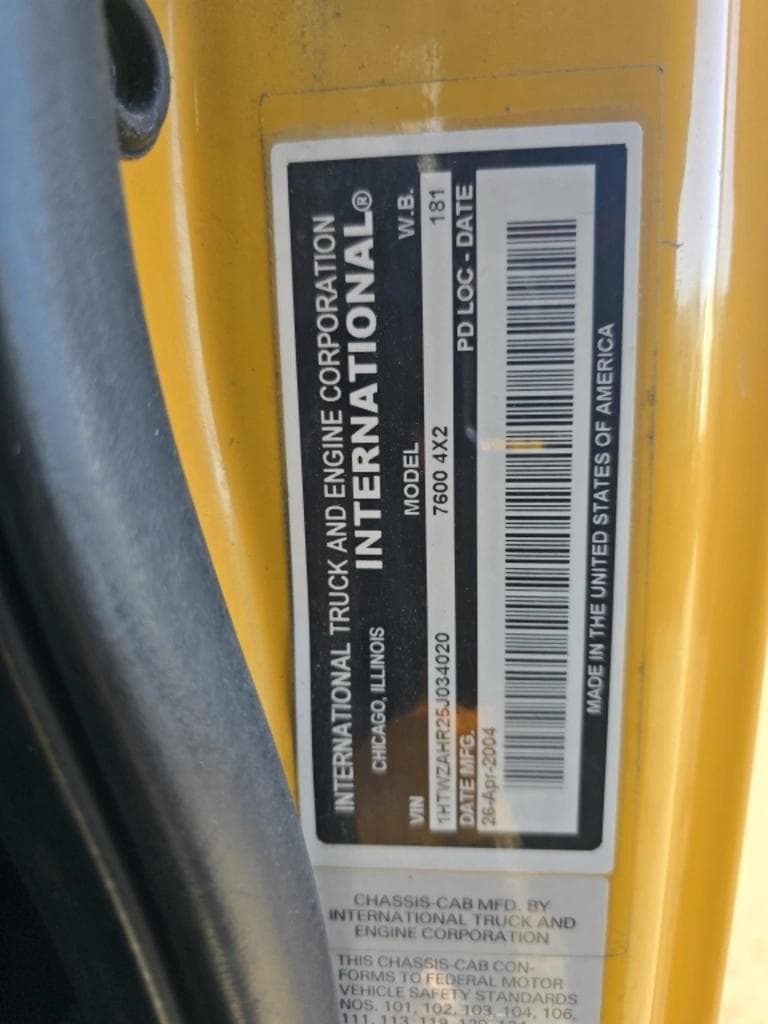 INTERNATIONAL TRUCK AND ENGINE CORPORATION
CHICAGO, ILLINOIS INTERNATIONAL®
VIN MODEL W.B.
1HTWZAHR25J034020 7600 4X2 181
DATE MFG. PD LOC - DATE
26-Apr-2004
MADE IN THE UNITED STATES OF AMERICA
CHASSIS-CAB MFD. BY
INTERNATIONAL TRUCK AND
ENGINE CORPORATION
THIS CHASSIS-CAB CON-
FORMS TO FEDERAL MOTOR
VEHICLE SAFETY STANDARDS
NOS. 101, 102, 103, 104, 106,
111, 113,